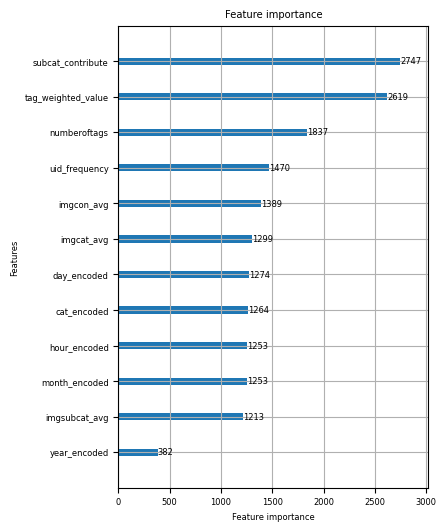 Feature importance
subcat_contribute 2747
tag_weighted_value 2619
numberoftags 1837
uid_frequency 1470
imgcon_avg 1389
imgcat_avg 1299
day_encoded 1274
cat_encoded 1264
hour_encoded 1253
month_encoded 1253
imgsubcat_avg 1213
year_encoded 382
Features
0 500 1000 1500 2000 2500 3000
Feature importance